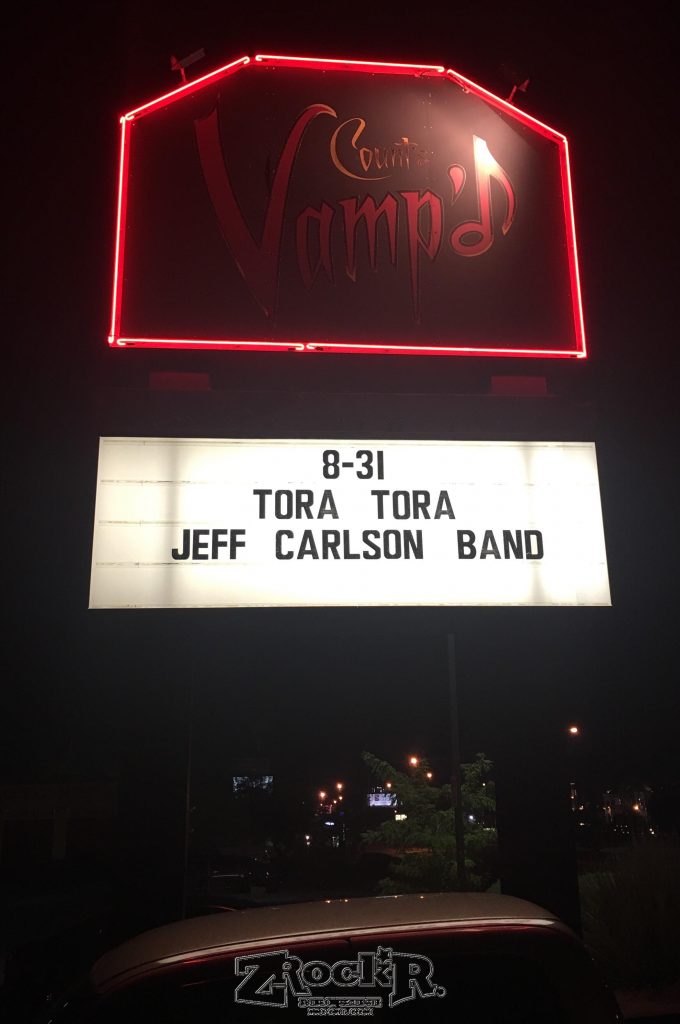 Count's
Vamp'd
8-31
TORA TORA
JEFF CARLSON BAND
ZRockR.